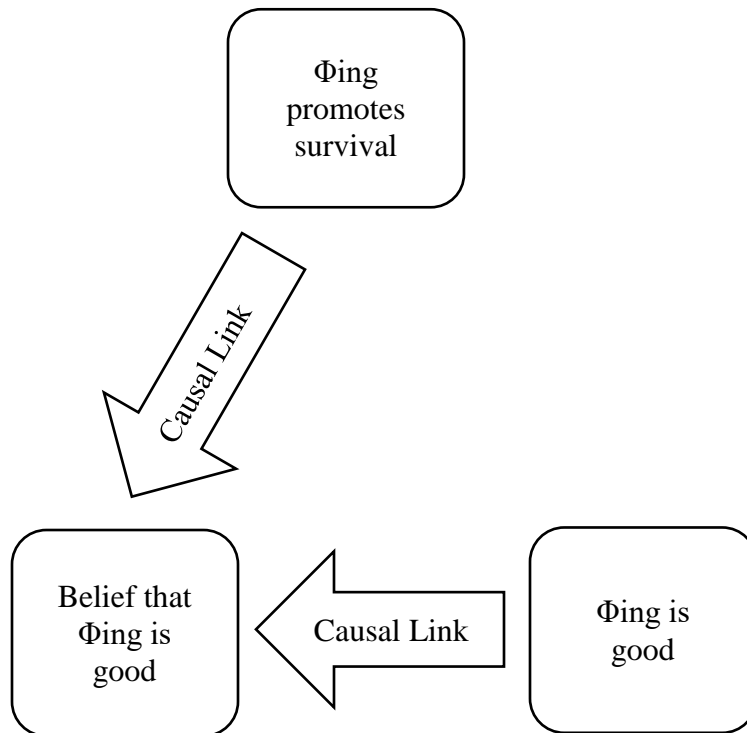 Φing
promotes
survival
Causal Link
Belief that
Φing is
good
Causal Link
Φing is
good